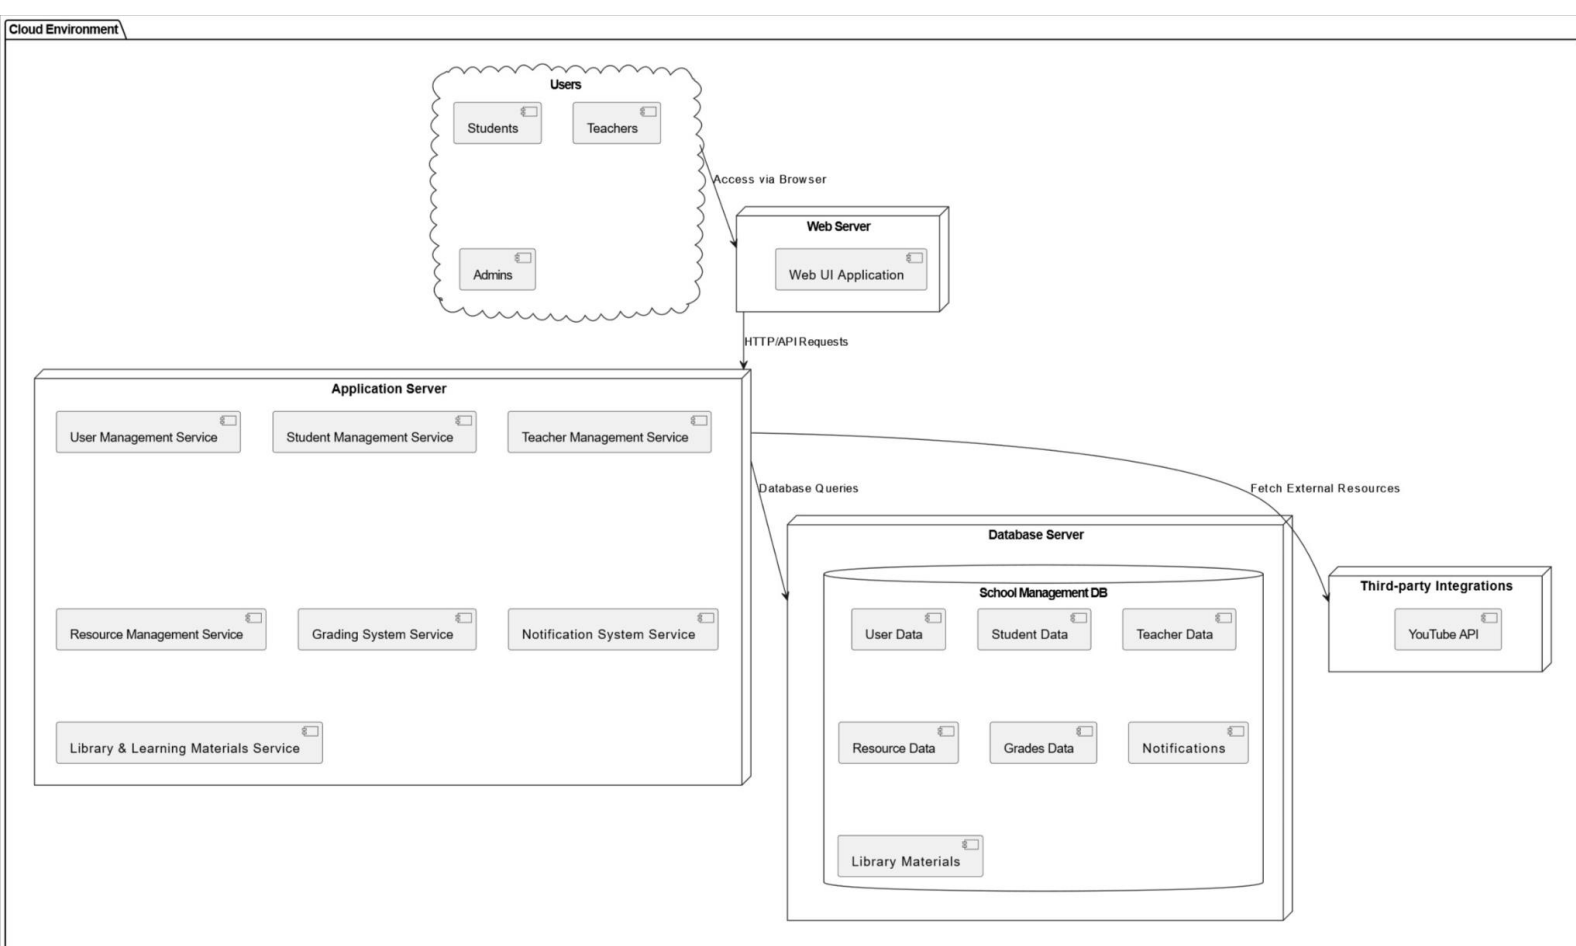 Cloud Environment
Users
Students
Teachers
Admins
Access via Browser
Web Server
Web UI Application
HTTP/API Requests
Application Server
User Management Service
Student Management Service
Teacher Management Service
Resource Management Service
Grading System Service
Notification System Service
Library & Learning Materials Service
Database Queries
Fetch External Resources
Database Server
School Management DB
User Data
Student Data
Teacher Data
Resource Data
Grades Data
Notifications
Library Materials
Third-party Integrations
YouTube API